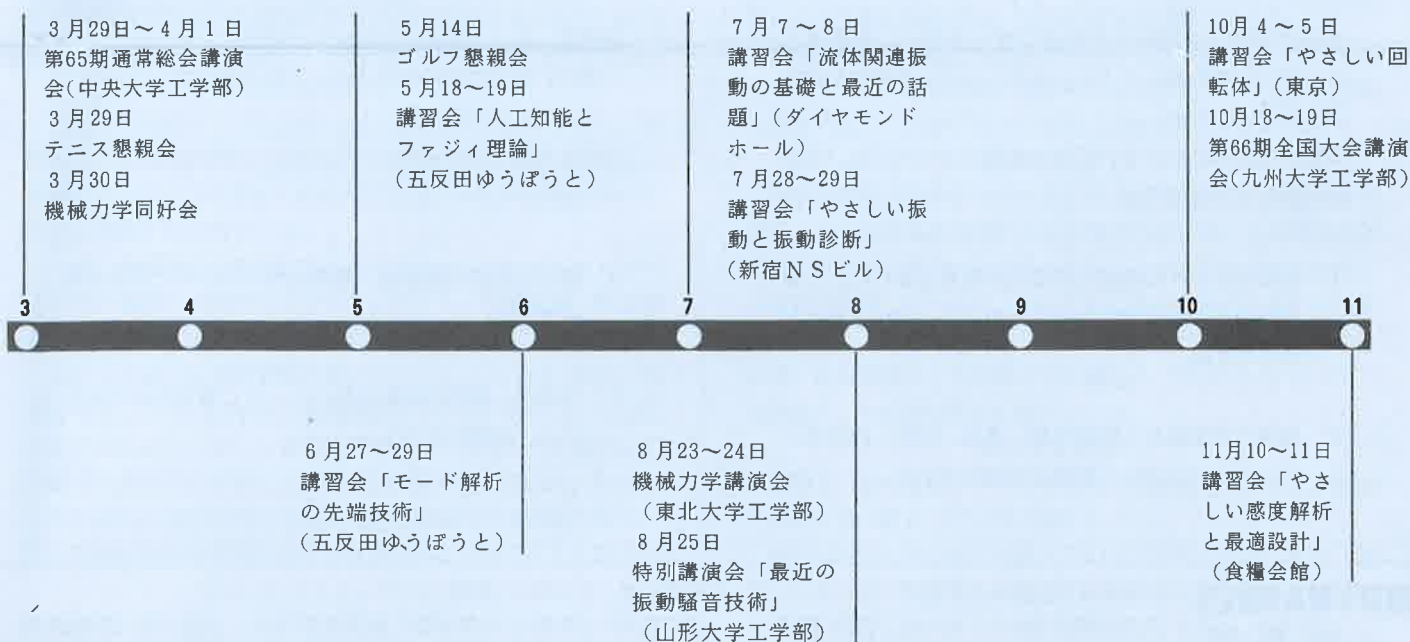 3月29日～4月1日
第65期通常総会講演
会(中央大学工学部)
3月29日
テニス懇親会
3月30日
機械力学同好会
5月14日
ゴルフ懇親会
5月18～19日
講習会「人工知能と
ファジィ理論」
(五反田ゆうぽうと)
7月7～8日
講習会「流体関連振
動の基礎と最近の話
題」(ダイヤモンド
ホール)
7月28～29日
講習会「やさしい振
動と振動診断」
(新宿NSビル)
10月4～5日
講習会「やさしい回
転体」(東京)
10月18～19日
第66期全国大会講演
会(九州大学工学部)
3 4 5 6 7 8 9 10 11
6月27～29日
講習会「モード解析
の先端技術」
(五反田ゆうぽうと)
8月23～24日
機械力学講演会
(東北大学工学部)
8月25日
特別講演会「最近の
振動騒音技術」
(山形大学工学部)
11月10～11日
講習会「やさ
しい感度解析
と最適設計」
(食糧会館)